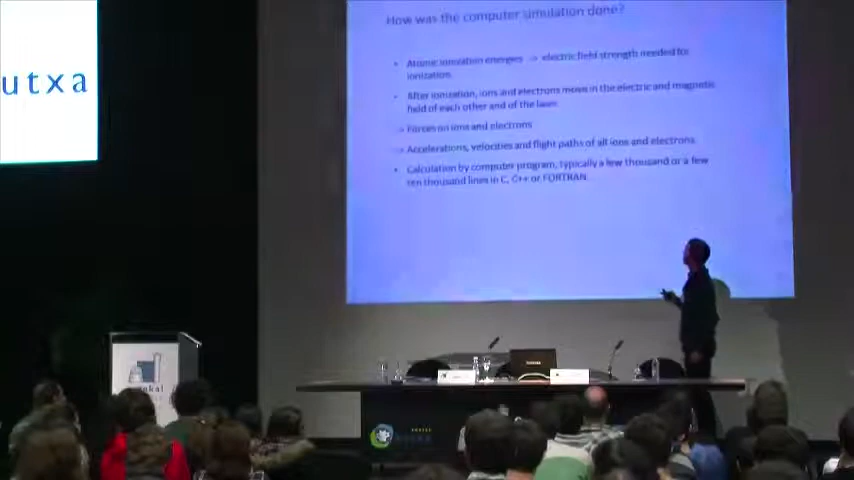 utxa
How was the computer simulation done?
• Atomic ionization energies -> electric field strength needed for
ionization.
• After ionization, ions and electrons move in the electric and magnetic
field of each other and of the laser.
-> Forces on ions and electrons
-> Accelerations, velocities and flight paths of all ions and electrons.
• Calculation by computer program, typically a few thousand or a few
ten thousand lines in C, C++ or FORTRAN